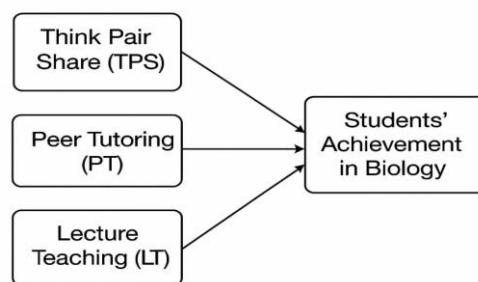 Think Pair
Share (TPS)
Peer Tutoring
(PT)
Lecture
Teaching (LT)
Students’
Achievement
in Biology